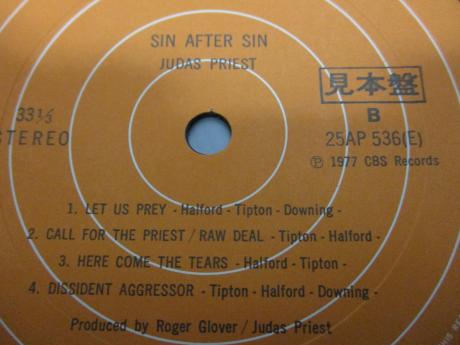 SIN AFTER SIN
JUDAS PRIEST
見本盤
33⅓
STEREO
B
25AP 536(E)
Ⓟ 1977 CBS Records
1. LET US PREY - Halford - Tipton - Downing -
2. CALL FOR THE PRIEST / RAW DEAL - Tipton - Halford -
3. HERE COME THE TEARS - Halford - Tipton -
4. DISSIDENT AGGRESSOR - Tipton - Halford - Downing -
Produced by Roger Glover / Judas Priest